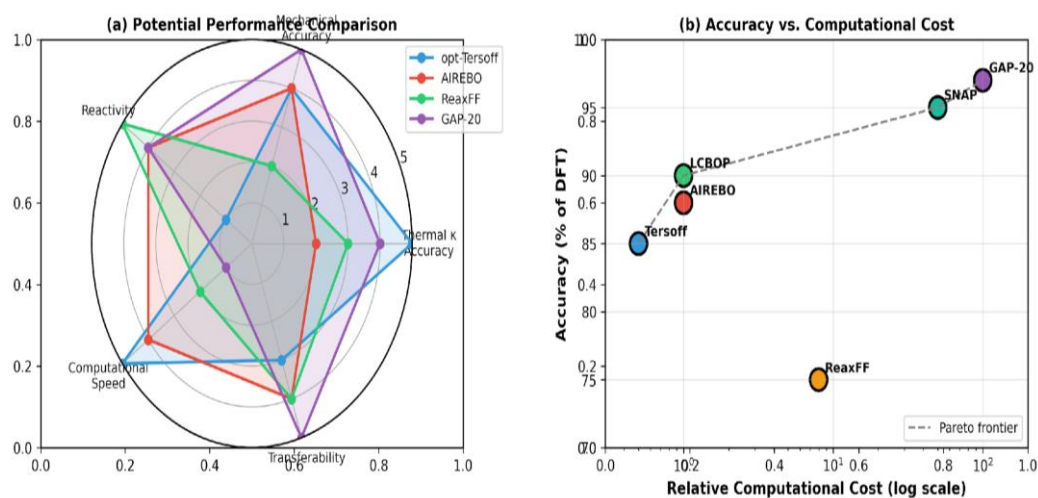 (a) Potential Performance Comparison
Mechanical
Accuracy
opt-Tersoff
AIREBO
ReaxFF
GAP-20
Reactivity
5
4
3
2
1
Thermal κ
Accuracy
Computational
Speed
Transferability
1.0
0.8
0.6
0.4
0.2
0.0
0.0
0.2
0.4
0.6
0.8
1.0
(b) Accuracy vs. Computational Cost
GAP-20
SNAP
LCBOP
AIREBO
Tersoff
ReaxFF
Pareto frontier
Accuracy (% of DFT)
95
0.8
90
0.6
85
0.4
80
0.2
75
0.0
10¹
0.4
0.6
0.8
10²
1.0
Relative Computational Cost (log scale)